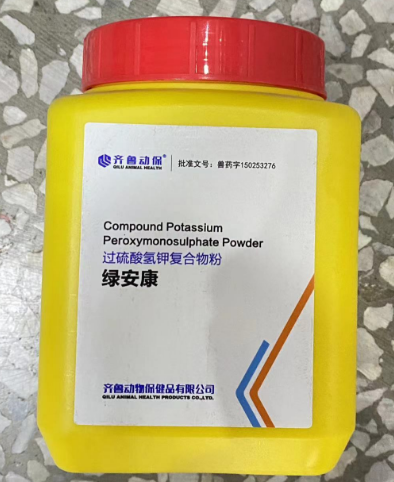 齐鲁动保® 批准文号：兽药字150253276
QILU ANIMAL HEALTH
Compound Potassium
Peroxymonosulphate Powder
过硫酸氢钾复合物粉
绿安康
齐鲁动物保健品有限公司
QILU ANIMAL HEALTH PRODUCTS CO.,LTD.